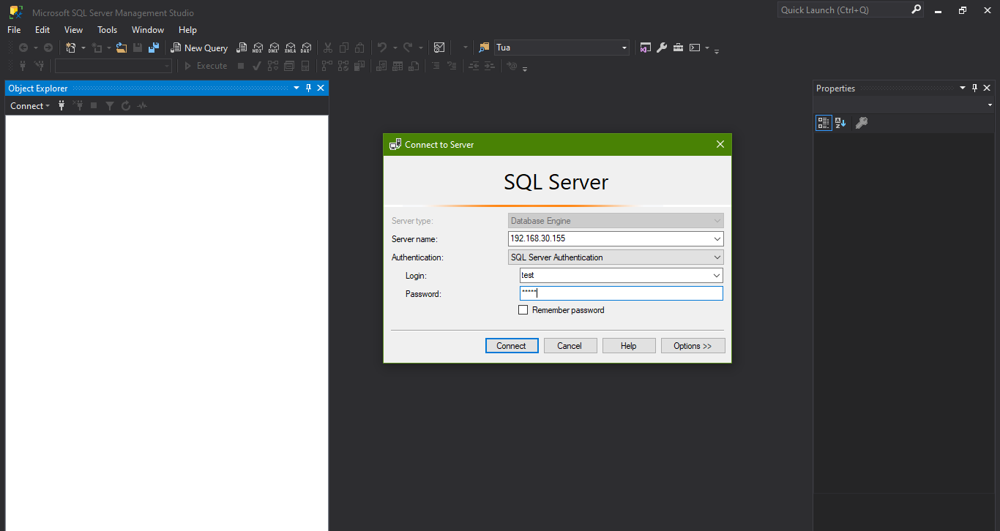 Microsoft SQL Server Management Studio
Quick Launch (Ctrl+Q)
File Edit View Tools Window Help
New Query MDX DMX XMLA DAX Tua
Execute
Object Explorer
Connect
Properties
Connect to Server
SQL Server
Server type: Database Engine
Server name: 192.168.30.155
Authentication: SQL Server Authentication
Login: test
Password: *****
Remember password
Connect Cancel Help Options >>